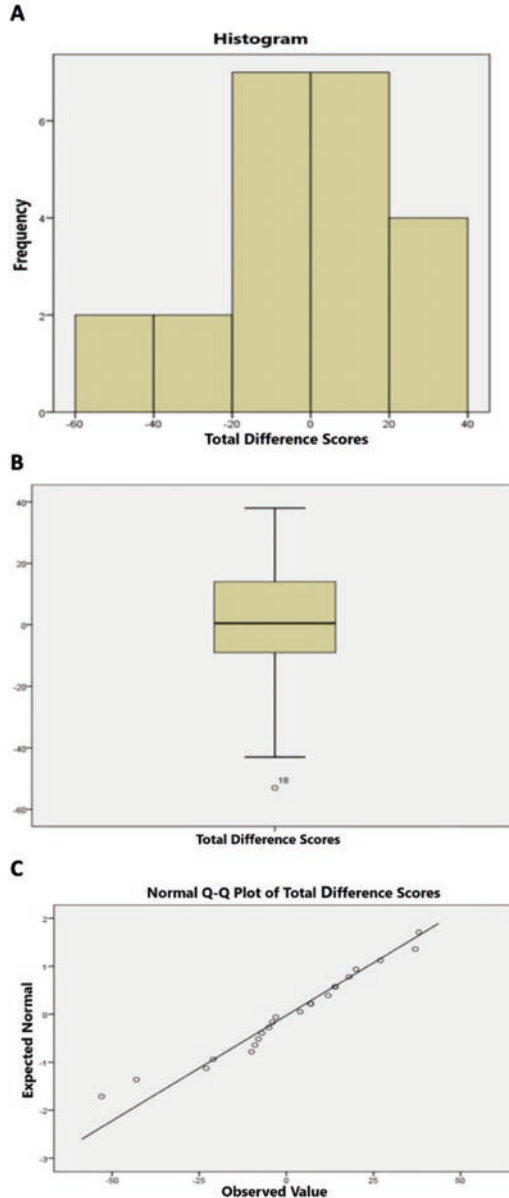 A
Histogram
6
4
2
0
Frequency
-60 -40 -20 0 20 40
Total Difference Scores
B
40
20
0
-20
-40
-60
18
Total Difference Scores
C
Normal Q-Q Plot of Total Difference Scores
2
1
0
-1
-2
-3
Expected Normal
-50 -25 0 25 50
Observed Value